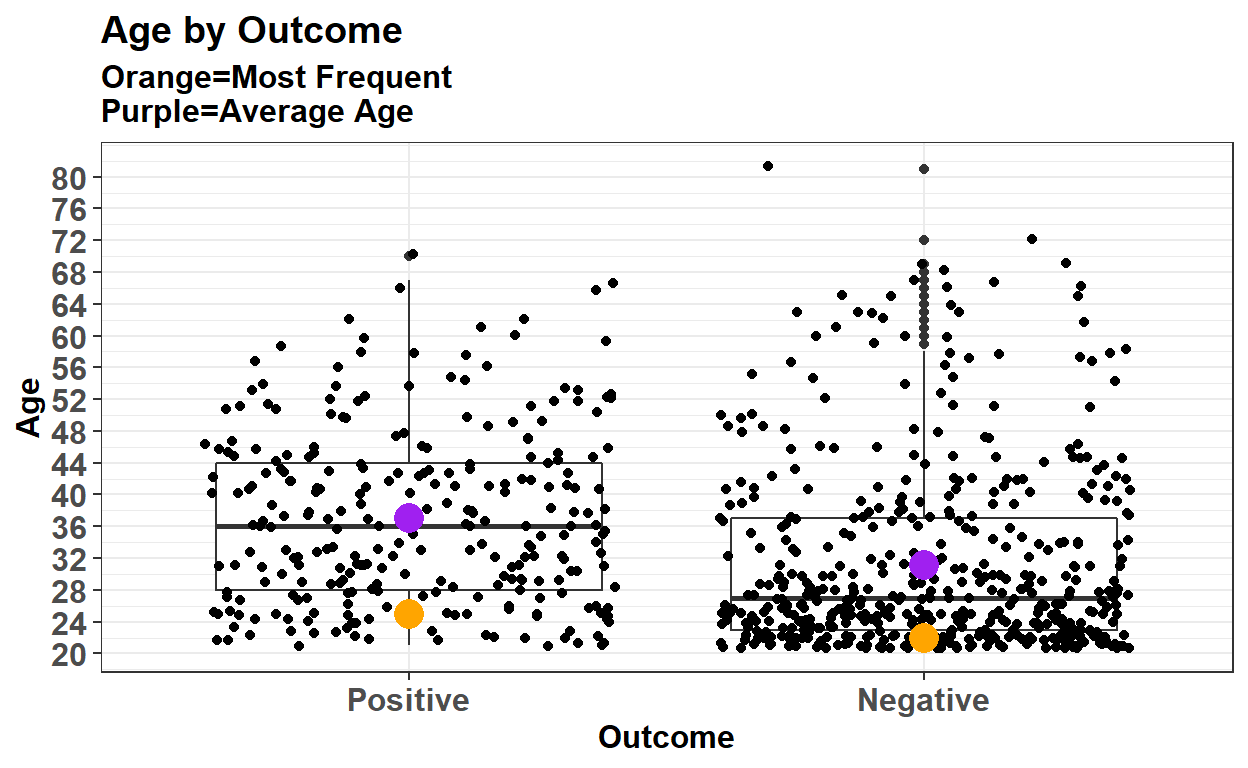 Age by Outcome
Orange=Most Frequent
Purple=Average Age
80
76
72
68
64
60
56
52
48
44
40
36
32
28
24
20
Age
Positive
Negative
Outcome